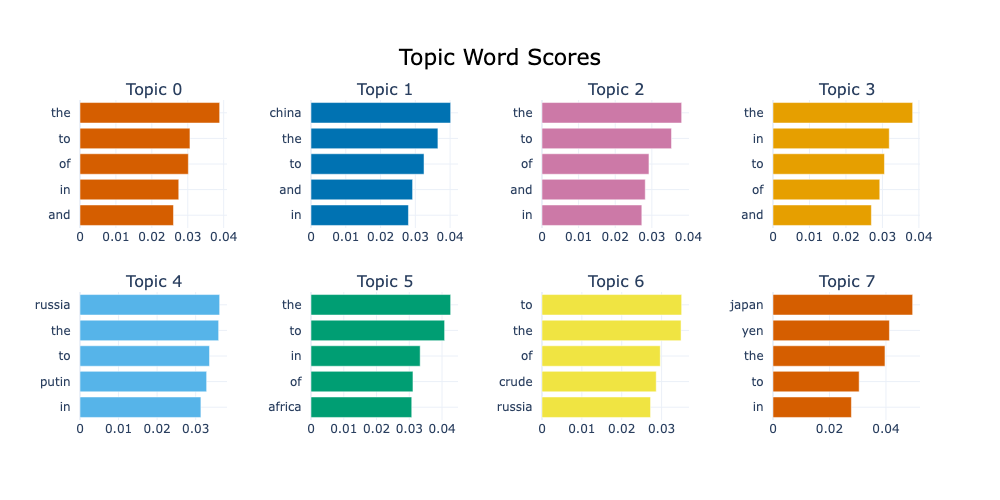 Topic Word Scores
Topic 0
the
to
of
in
and
0 0.01 0.02 0.03 0.04
Topic 1
china
the
to
and
in
0 0.01 0.02 0.03 0.04
Topic 2
the
to
of
and
in
0 0.01 0.02 0.03 0.04
Topic 3
the
in
to
of
and
0 0.01 0.02 0.03 0.04
Topic 4
russia
the
to
putin
in
0 0.01 0.02 0.03
Topic 5
the
to
in
of
africa
0 0.01 0.02 0.03 0.04
Topic 6
to
the
of
crude
russia
0 0.01 0.02 0.03
Topic 7
japan
yen
the
to
in
0 0.02 0.04